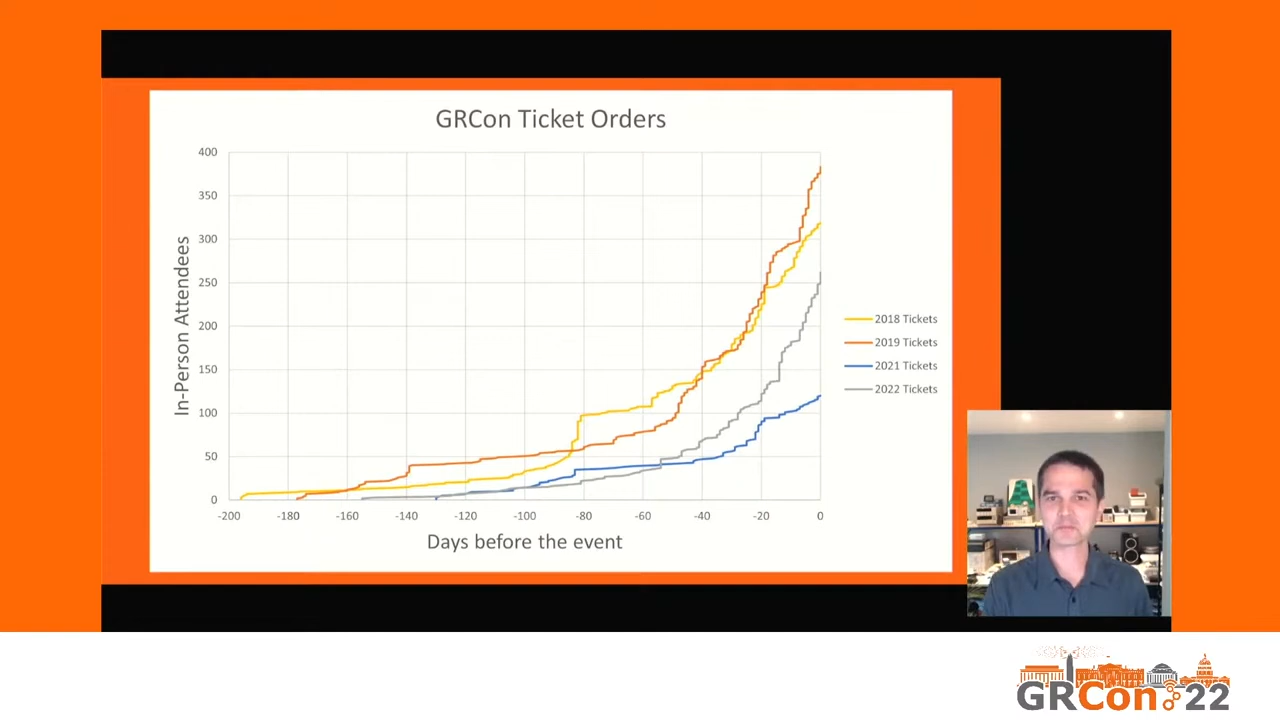 GRCon Ticket Orders
400
350
300
250
200
150
100
50
0
In-Person Attendees
-200 -180 -160 -140 -120 -100 -80 -60 -40 -20 0
Days before the event
2018 Tickets
2019 Tickets
2021 Tickets
2022 Tickets
GRCon 22